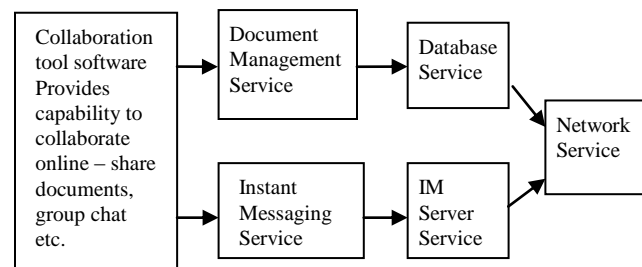 Collaboration
tool software
Provides
capability to
collaborate
online – share
documents,
group chat
etc.
Document
Management
Service
Database
Service
Instant
Messaging
Service
IM
Server
Service
Network
Service